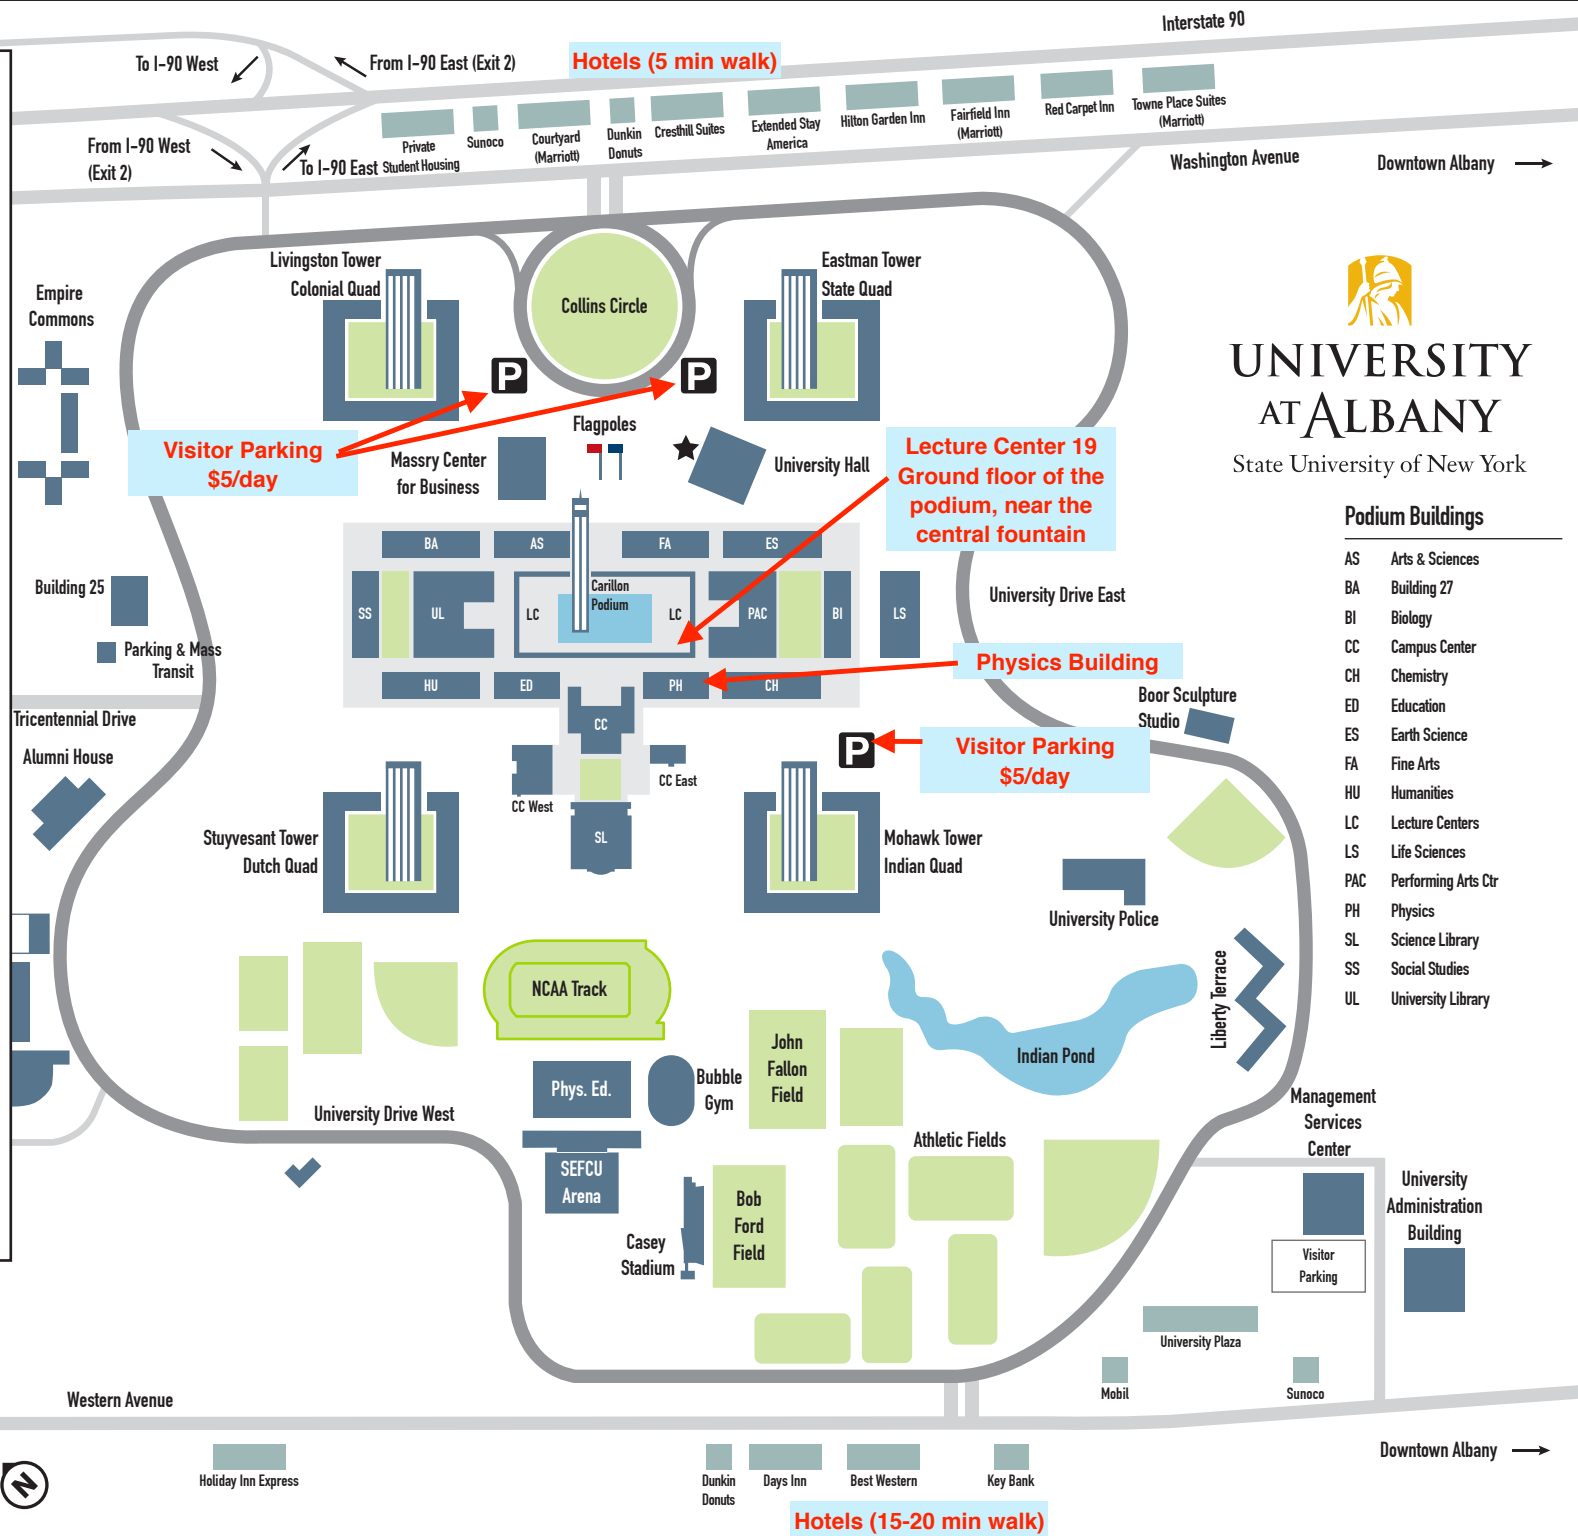 Interstate 90
To I-90 West
From I-90 East (Exit 2)
Hotels (5 min walk)
From I-90 West
(Exit 2)
To I-90 East
Private
Student Housing
Sunoco
Courtyard
(Marriott)
Dunkin
Donuts
Cresthill Suites
Extended Stay
America
Hilton Garden Inn
Fairfield Inn
(Marriott)
Red Carpet Inn
Towne Place Suites
(Marriott)
Washington Avenue
Downtown Albany
Livingston Tower
Colonial Quad
Collins Circle
Eastman Tower
State Quad
Empire
Commons
P
P
UNIVERSITY
AT ALBANY
State University of New York
Visitor Parking
$5/day
Flagpoles
Massry Center
for Business
University Hall
Lecture Center 19
Ground floor of the
podium, near the
central fountain
BA
AS
FA
ES
Carillon
Podium
SS
UL
LC
LC
PAC
BI
LS
University Drive East
Building 25
Parking & Mass
Transit
HU
ED
PH
CH
Physics Building
Tricentennial Drive
Alumni House
CC
CC West
CC East
SL
P
Visitor Parking
$5/day
Boor Sculpture
Studio
Podium Buildings
AS Arts & Sciences
BA Building 27
BI Biology
CC Campus Center
CH Chemistry
ED Education
ES Earth Science
FA Fine Arts
HU Humanities
LC Lecture Centers
LS Life Sciences
PAC Performing Arts Ctr
PH Physics
SL Science Library
SS Social Studies
UL University Library
Stuyvesant Tower
Dutch Quad
Mohawk Tower
Indian Quad
University Police
NCAA Track
Liberty Terrace
Indian Pond
John
Fallon
Field
Phys. Ed.
Bubble
Gym
University Drive West
Athletic Fields
SEFCU
Arena
Bob
Ford
Field
Casey
Stadium
Management
Services
Center
University
Administration
Building
Visitor
Parking
University Plaza
Mobil
Sunoco
Western Avenue
Downtown Albany
N
Holiday Inn Express
Dunkin
Donuts
Days Inn
Best Western
Key Bank
Hotels (15-20 min walk)